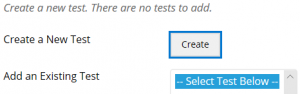 Create a new test. There are no tests to add.
Create a New Test
Create
Add an Existing Test
-- Select Test Below --